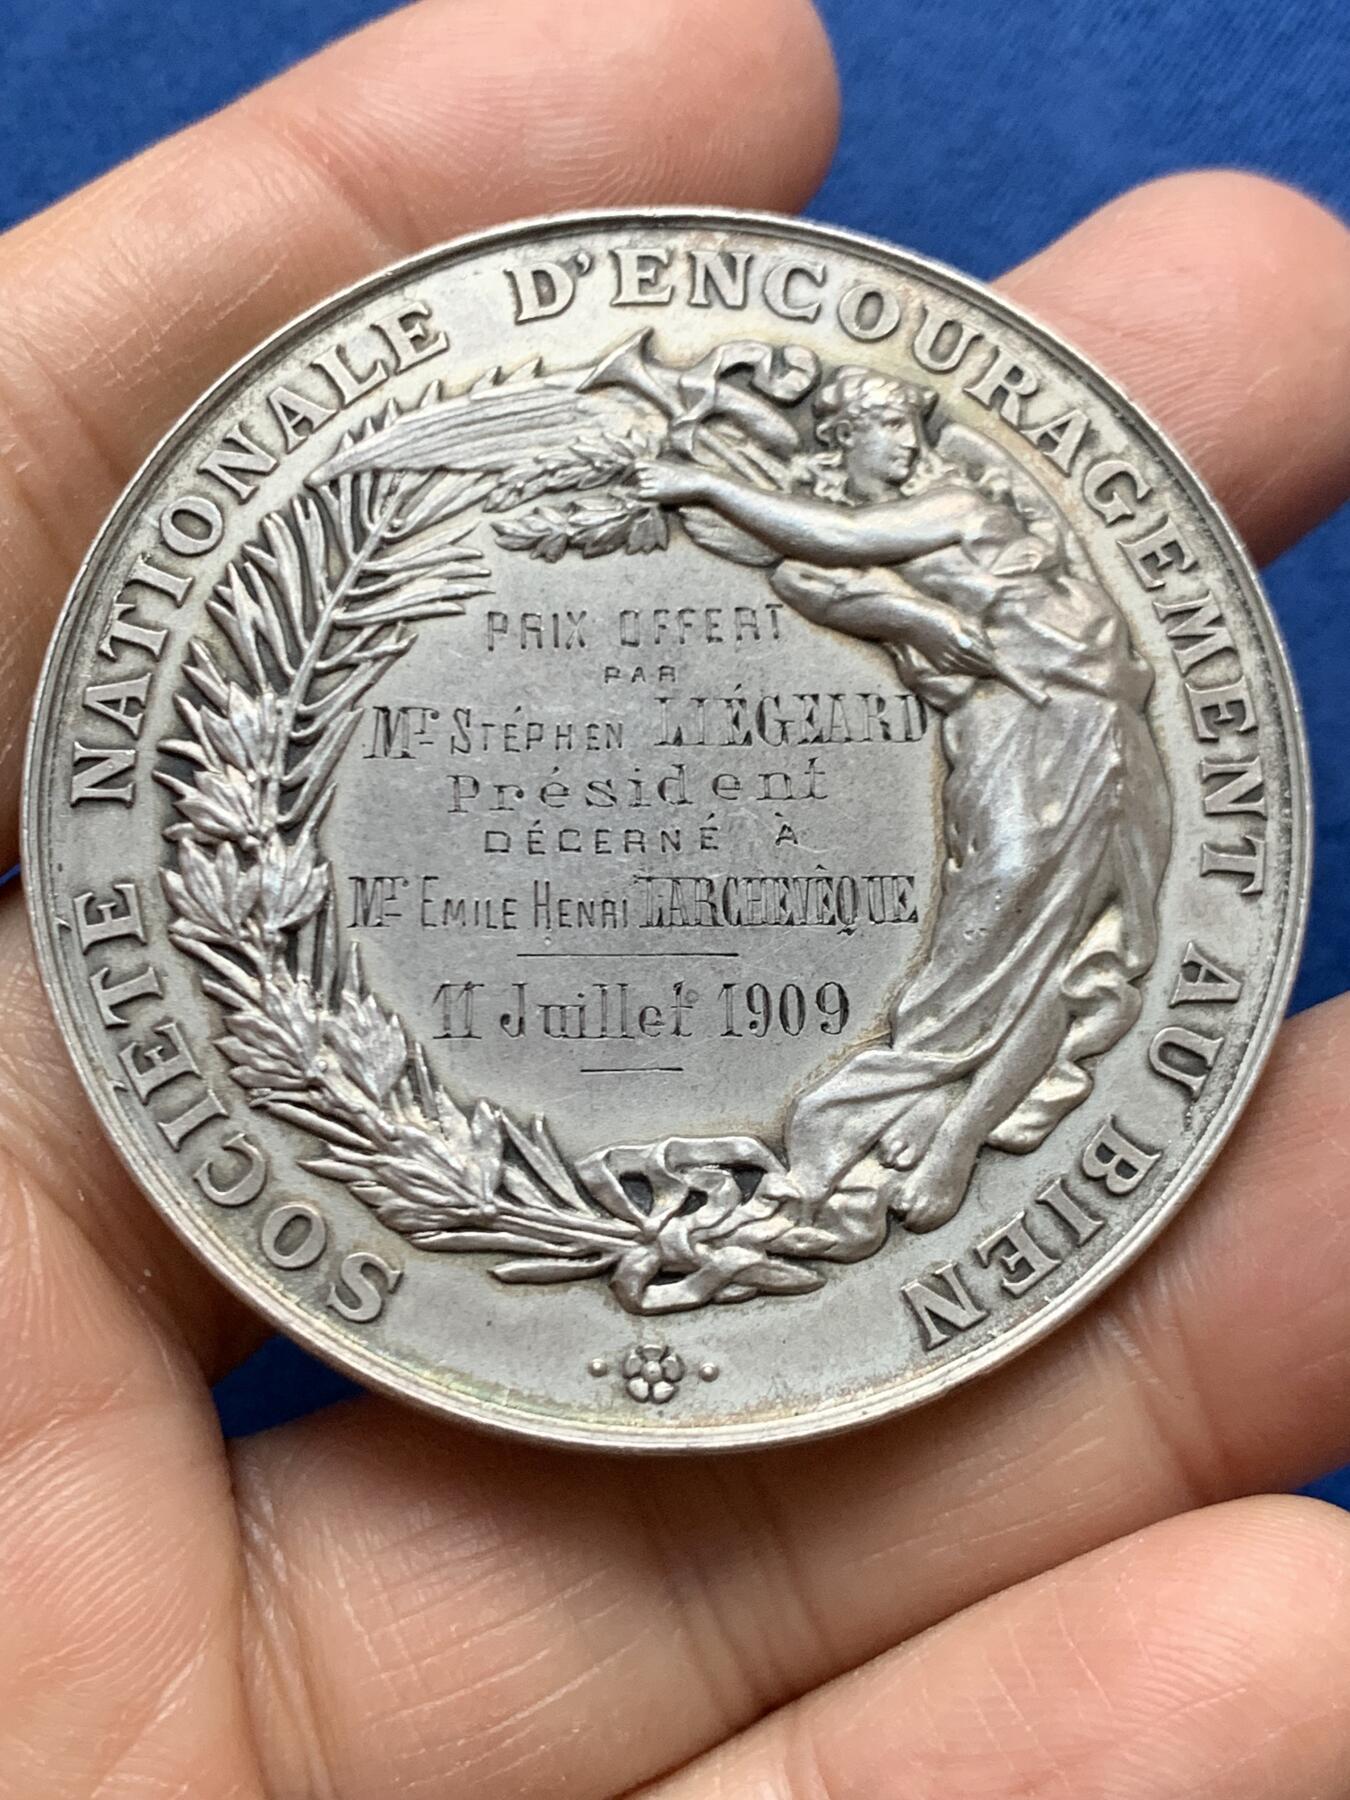 SOCIÉTÉ NATIONALE D'ENCOURAGEMENT AU BIEN
PRIX OFFERT
PAR
Mr STÉPHEN LIÉGEARD
Président
DÉCERNÉ À
Mr EMILE HENRI LARCHEVÊQUE
11 Juillet 1909